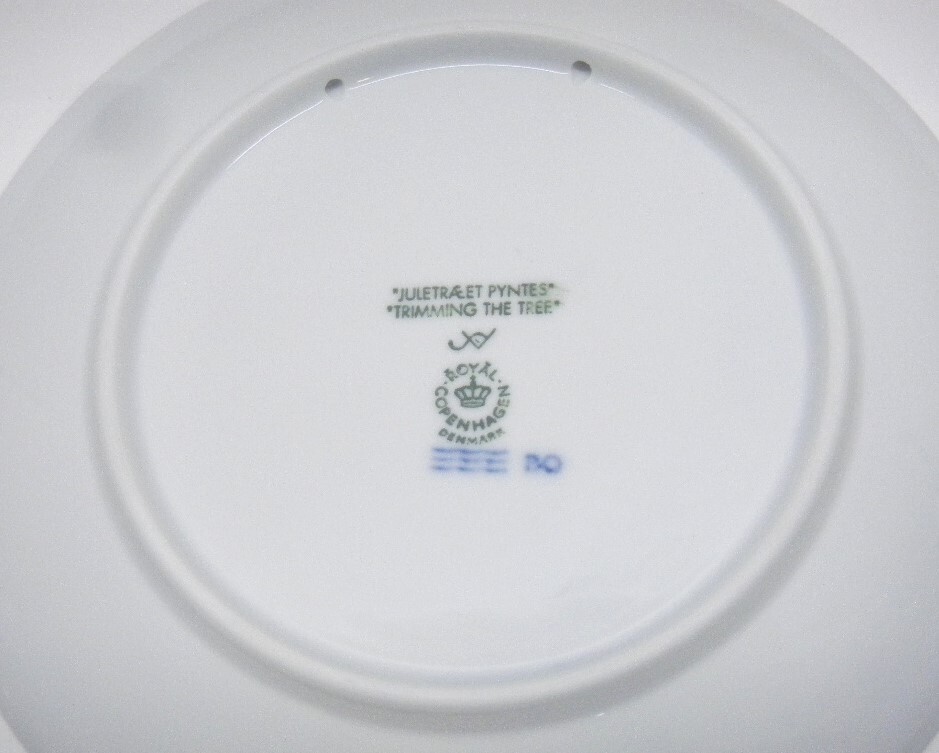 "JULETRÆET PYNTES"
"TRIMMING THE TREE"
ROYAL
COPENHAGEN
DENMARK